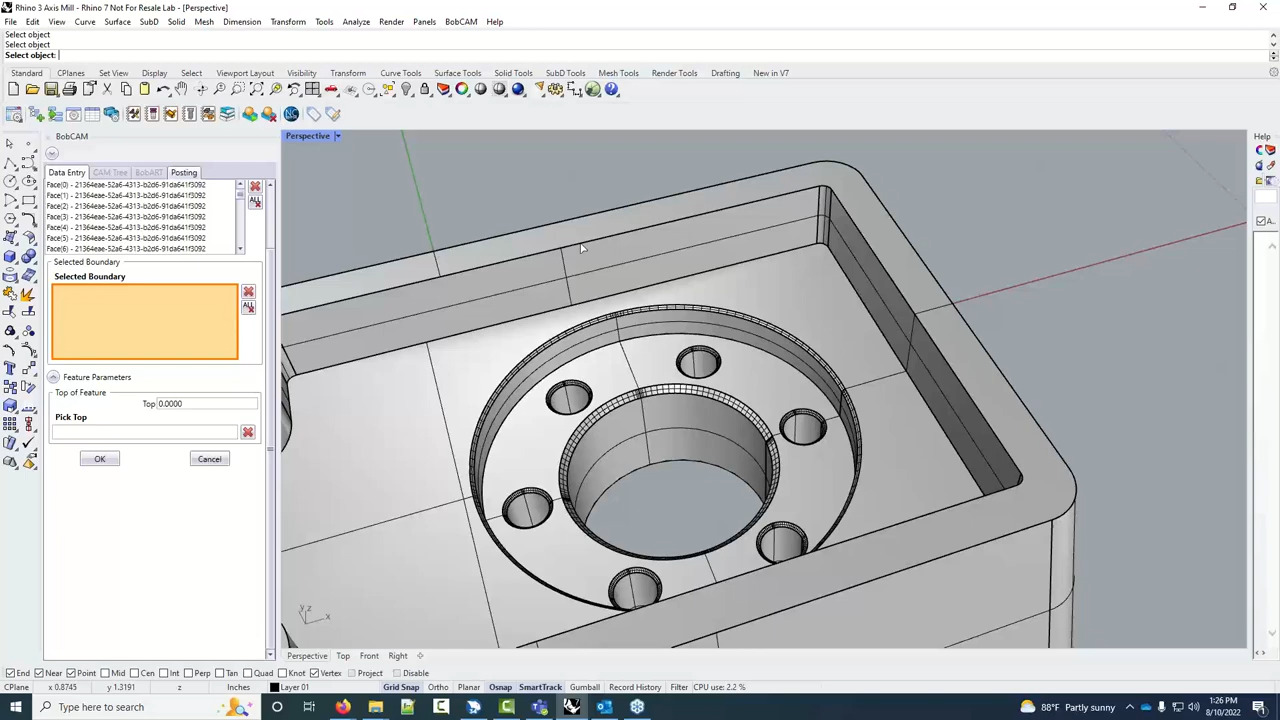 Rhino 3 Axis Mill - Rhino 7 Not For Resale Lab - [Perspective]
File Edit View Curve Surface SubD Solid Mesh Dimension Transform Tools Analyze Render Panels BobCAM Help
Select object
Select object
Select object:
Standard CPlanes Set View Display Select Viewport Layout Visibility Transform Curve Tools Surface Tools Solid Tools SubD Tools Mesh Tools Render Tools Drafting New in V7
BobCAM
Perspective
Help
Data Entry CAM Tree BobART Posting
Face(0) - 21364eae-52a6-4313-b2d6-91da641f3092
Face(1) - 21364eae-52a6-4313-b2d6-91da641f3092
Face(2) - 21364eae-52a6-4313-b2d6-91da641f3092
Face(3) - 21364eae-52a6-4313-b2d6-91da641f3092
Face(4) - 21364eae-52a6-4313-b2d6-91da641f3092
Face(5) - 21364eae-52a6-4313-b2d6-91da641f3092
Face(6) - 21364eae-52a6-4313-b2d6-91da641f3092
ALL
Selected Boundary
Selected Boundary
ALL
Feature Parameters
Top of Feature
Top 0.0000
Pick Top
OK Cancel
y z
x
Perspective Top Front Right
End Near Point Mid Cen Int Perp Tan Quad Knot Vertex Project Disable
CPlane x 0.8745 y 1.3191 z Inches Layer 01 Grid Snap Ortho Planar Osnap SmartTrack Gumball Record History Filter CPU use: 2.2 %
Type here to search
88°F Partly sunny
1:26 PM
8/10/2022